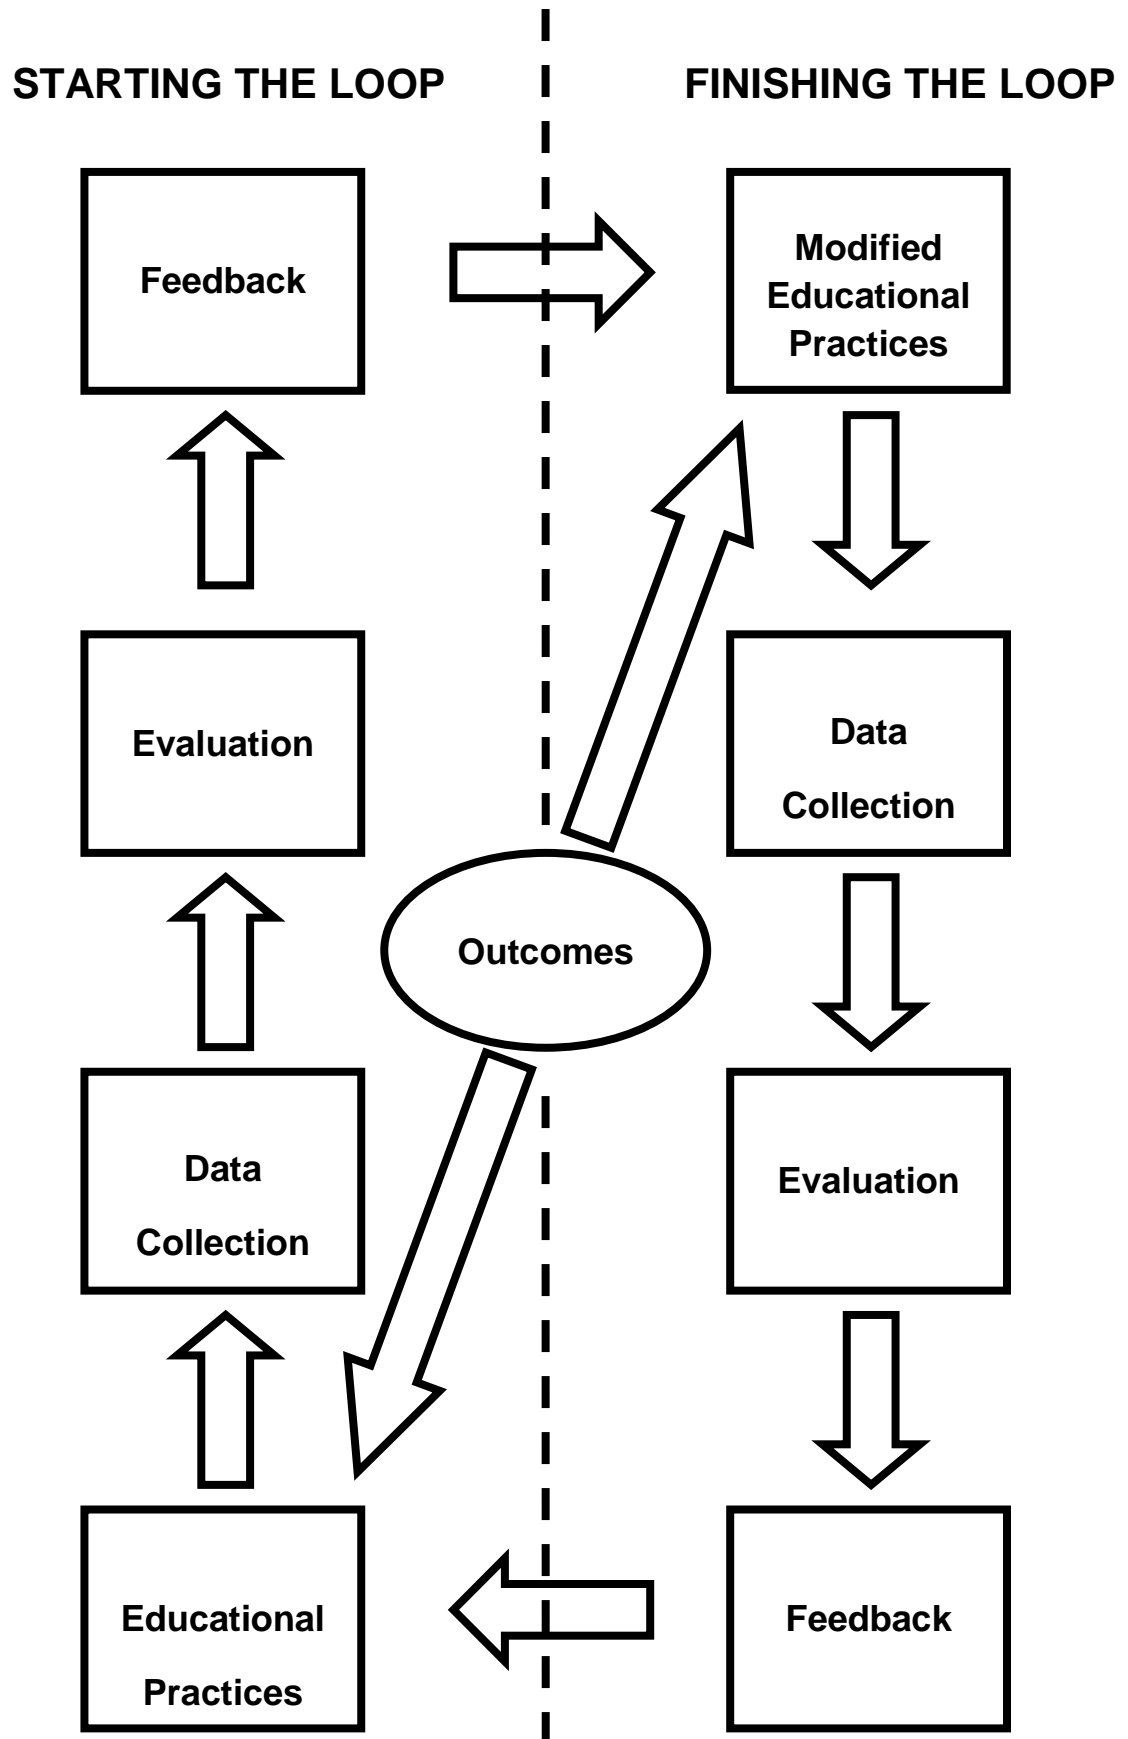 STARTING THE LOOP
FINISHING THE LOOP
Feedback
Modified
Educational
Practices
Evaluation
Data
Collection
Outcomes
Data
Collection
Evaluation
Educational
Practices
Feedback